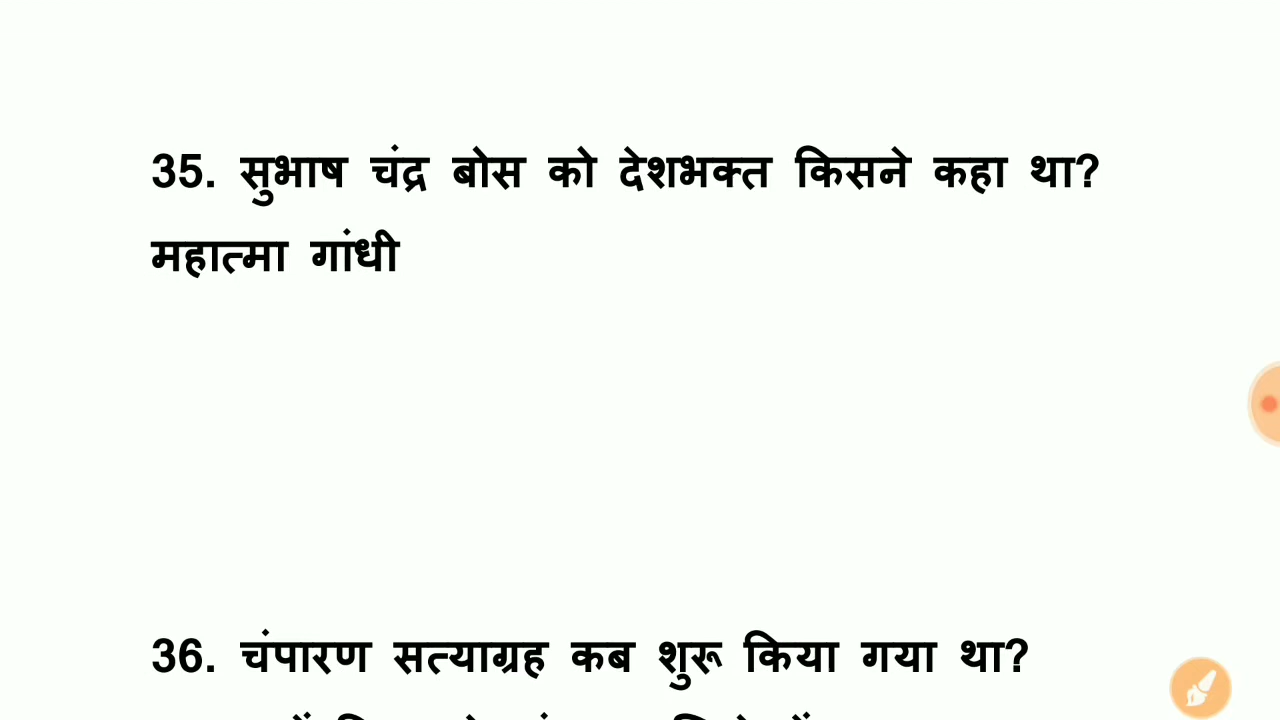 35. सुभाष चंद्र बोस को देशभक्त किसने कहा था?
महात्मा गांधी
36. चंपारण सत्याग्रह कब शुरू किया गया था?